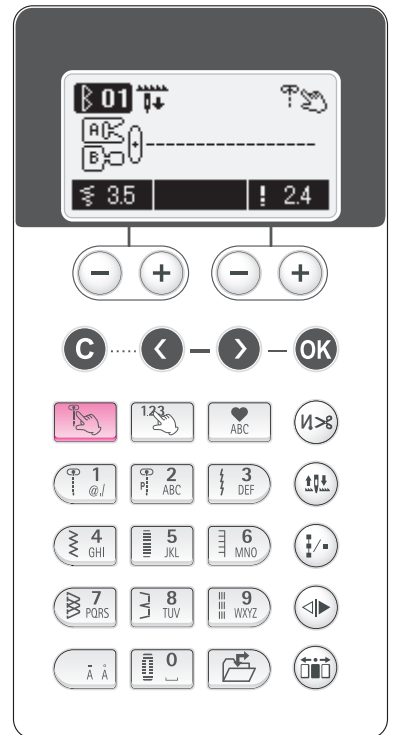 01
A
B
3.5 2.4
C OK
1.2.3. ABC
1 @./ P 2 ABC 3 DEF
4 GHI 5 JKL 6 MNO
7 PQRS 8 TUV 9 WXYZ
Ä Å 0